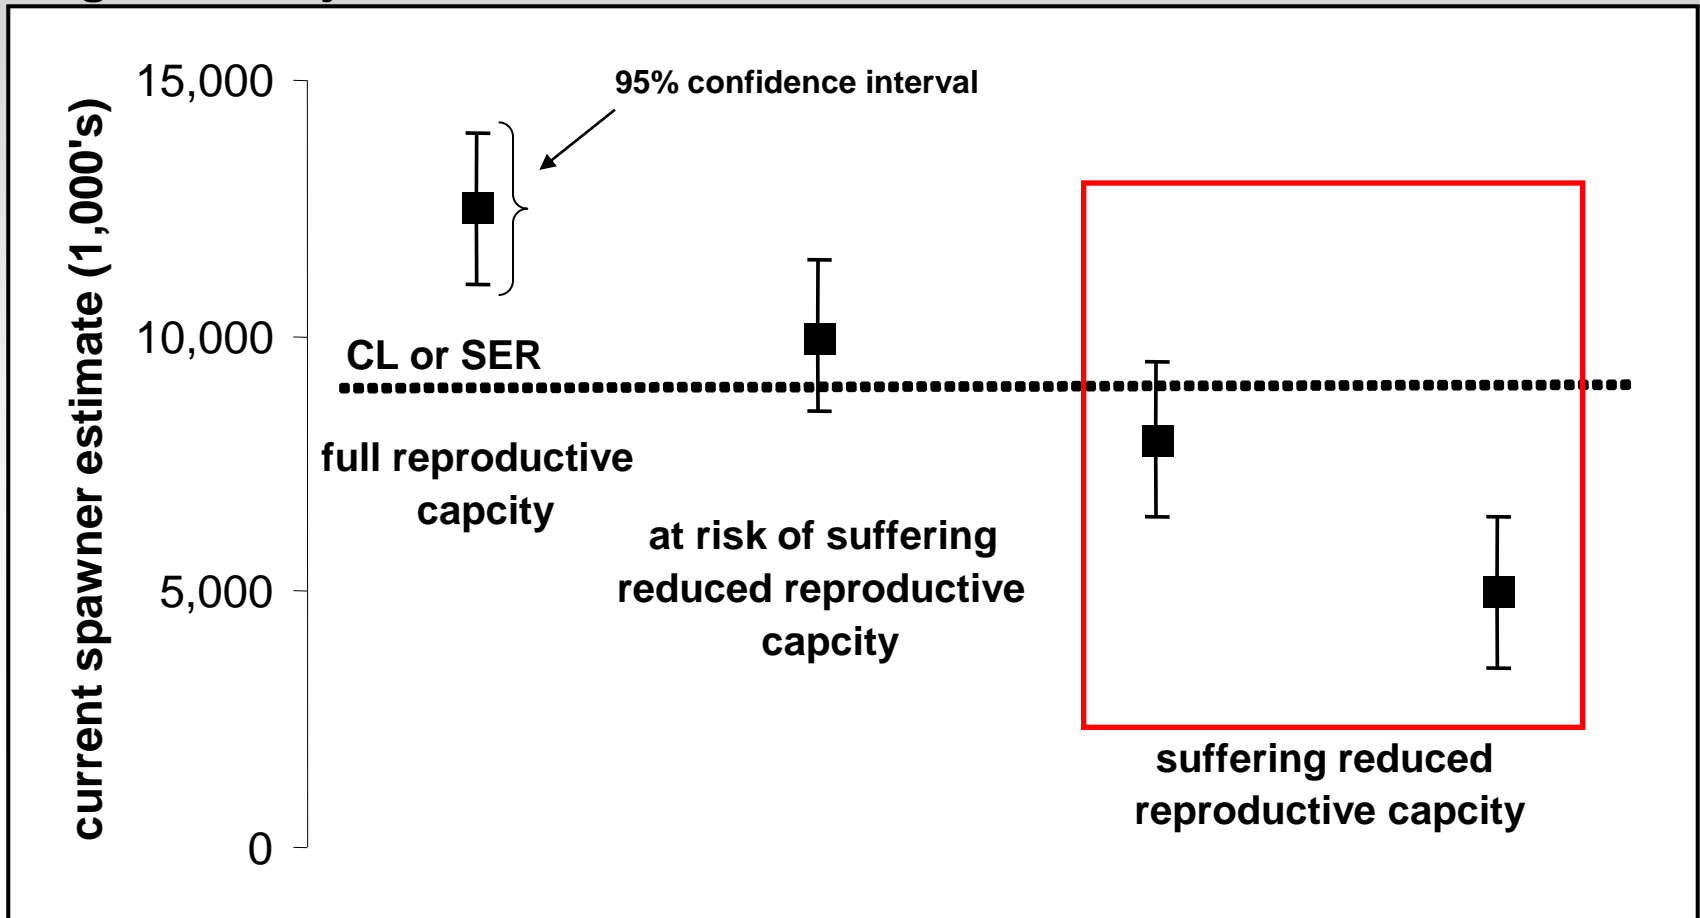 15,000
95% confidence interval
current spawner estimate (1,000's)
10,000
CL or SER
full reproductive
capcity
at risk of suffering
reduced reproductive
capcity
5,000
suffering reduced
reproductive capcity
0